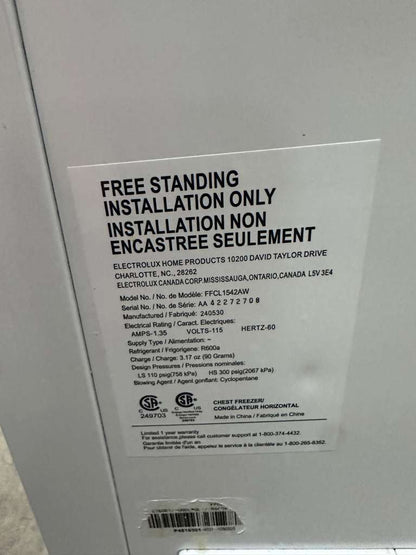 FREE STANDING
INSTALLATION ONLY
INSTALLATION NON
ENCASTREE SEULEMENT
ELECTROLUX HOME PRODUCTS 10200 DAVID TAYLOR DRIVE
CHARLOTTE, NC., 28262
ELECTROLUX CANADA CORP.MISSISSAUGA,ONTARIO,CANADA L5V 3E4
Model No. / No. de Modèle: FFCL1542AW
Serial No. / No. de Série: AA 42272708
Manufactured / Fabriqué: 240530
Electrical Rating / Caract. Electriques:
AMPS-1.35 VOLTS-115 HERTZ-60
Supply Type / Alimentation: ~
Refrigerant / Frigorigene: R600a
Charge / Charge: 3.17 oz (90 Grams)
Design Pressures / Pressions nominales:
LS 110 psig(758 kPa) HS 300 psig(2067 kPa)
Blowing Agent / Agent gonflant: Cyclopentane
C US
249703
C US
CHEST FREEZER/
CONGÉLATEUR HORIZONTAL
Made in China / Fabriqué en Chine
Limited 1 year warranty
For assistance,please call customer support at 1-800-374-4432.
Garantie limitée d'un an
Pour obtenir de l'aide, appelez le service à la clientèle au 1-800-265-8352.